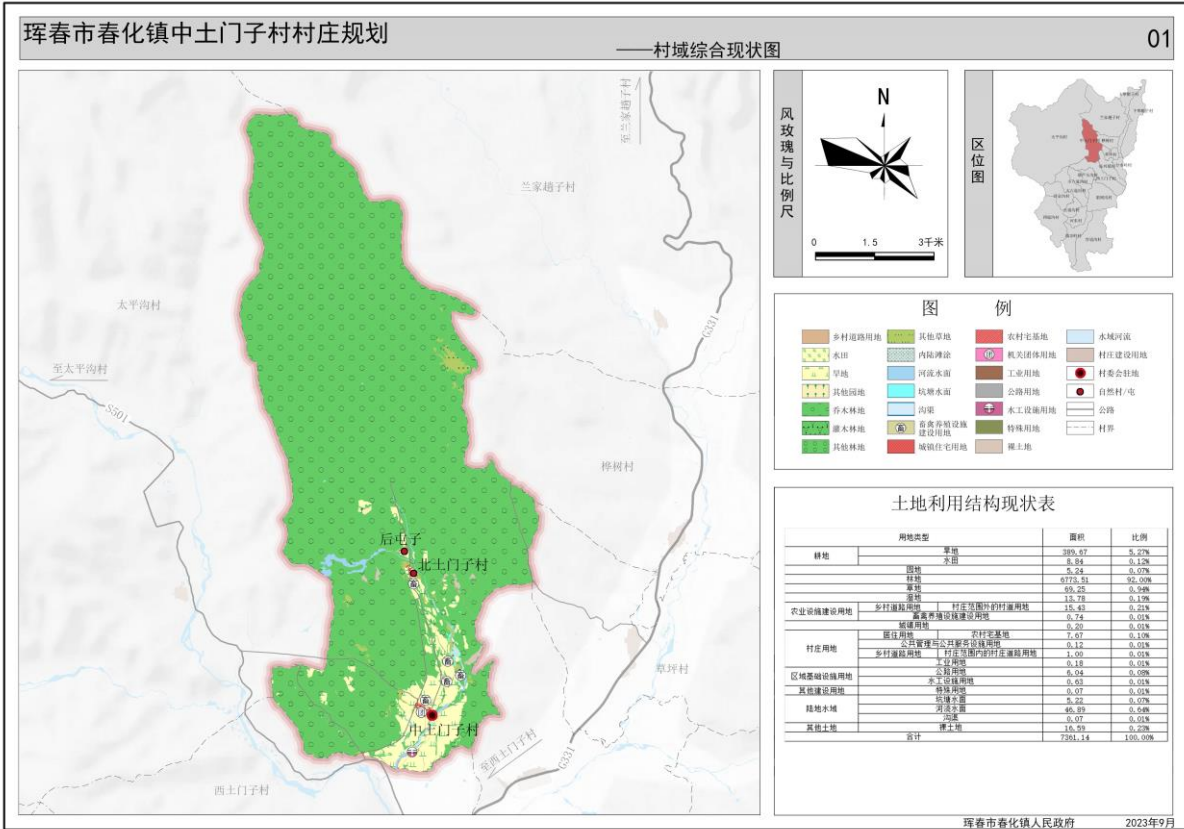 珲春市春化镇中土门子村村庄规划
——村域综合现状图
01
至兰家趟子村
兰家趟子村
太平沟村
至太平沟村
S501
G331
桦树村
后屯子
北土门子村
草坪村
中土门子村
至西土门子村
G331
西土门子村
风玫瑰与比例尺
N
0 1.5 3千米
区位图
图 例
乡村道路用地 其他草地 农村宅基地 水域河流
水田 内陆滩涂 机关团体用地 村庄建设用地
旱地 河流水面 工业用地 村委会驻地
其他园地 坑塘水面 公路用地 自然村/屯
乔木林地 沟渠 水工设施用地 公路
灌木林地 畜禽养殖设施建设用地 特殊用地 村界
其他林地 城镇住宅用地 裸土地
土地利用结构现状表
用地类型 面积 比例
耕地 旱地 389.67 5.27%
水田 8.84 0.12%
园地 5.24 0.07%
林地 6773.51 92.00%
草地 69.25 0.94%
湿地 13.78 0.19%
农业设施建设用地 乡村道路用地 村庄范围外的村道用地 15.43 0.21%
畜禽养殖设施建设用地 0.74 0.01%
城镇用地 0.20 0.01%
村庄用地 居住用地 农村宅基地 7.67 0.10%
公共管理与公共服务设施用地 0.12 0.01%
乡村道路用地 村庄范围内的村庄道路用地 1.00 0.01%
工业用地 0.18 0.01%
区域基础设施用地 公路用地 6.04 0.08%
水工设施用地 0.63 0.01%
其他建设用地 特殊用地 0.07 0.01%
陆地水域 坑塘水面 5.22 0.07%
河流水面 46.89 0.64%
沟渠 0.07 0.01%
其他土地 裸土地 16.59 0.23%
合计 7361.14 100.00%
珲春市春化镇人民政府 2023年9月